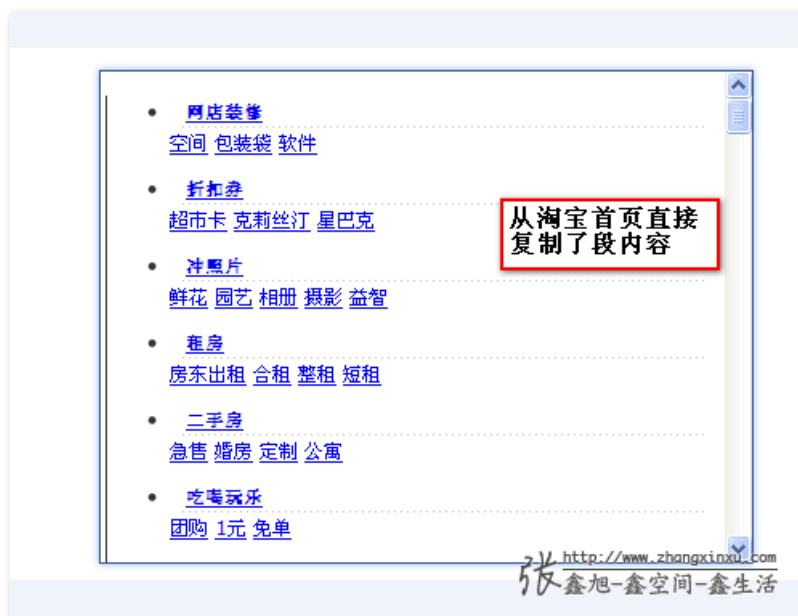 网店装修
空间 包装袋 软件
折扣券
超市卡 克莉丝汀 星巴克
从淘宝首页直接
复制了段内容
冲照片
鲜花 园艺 相册 摄影 益智
租房
房东出租 合租 整租 短租
二手房
急售 婚房 定制 公寓
吃喝玩乐
团购 1元 免单
http://www.zhangxinxu.com
张鑫旭-鑫空间-鑫生活